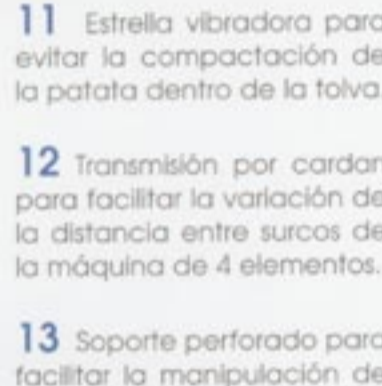 11 Estrella vibradora para
evitar la compactación de
la patata dentro de la tolva
12 Transmisión por cardan
para facilitar la variación de
la distancia entre surcos de
la máquina de 4 elementos.
13 Soporte perforado para
facilitar la manipulación de